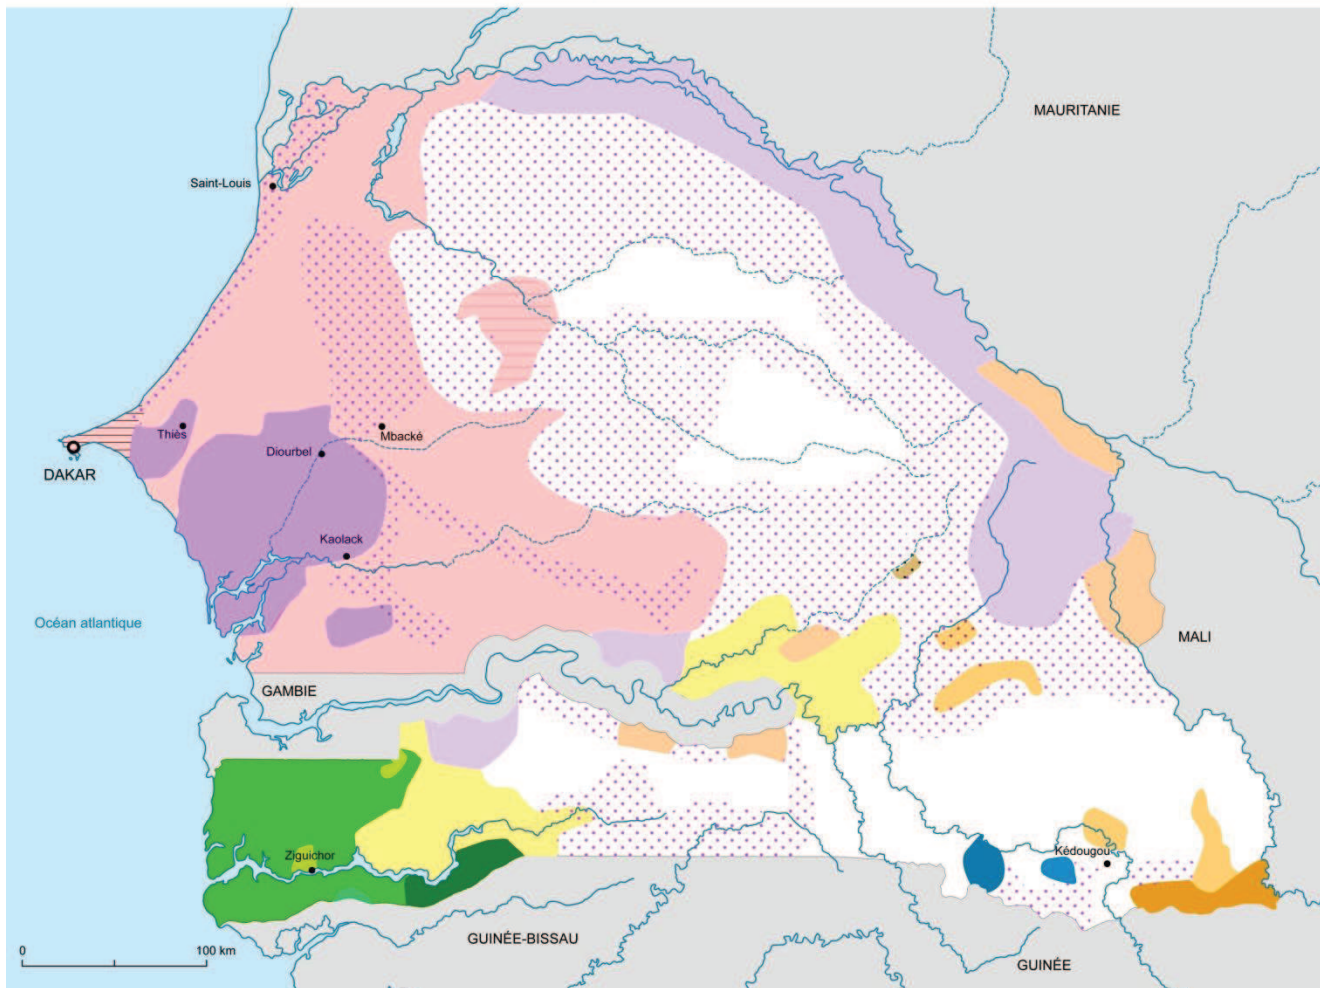 MAURITANIE
Saint-Louis
Thiès
Mbacké
Diourbel
DAKAR
Kaolack
Océan atlantique
MALI
GAMBIE
Ziguichor
Kédougou
GUINÉE-BISSAU
GUINÉE
0 100 km